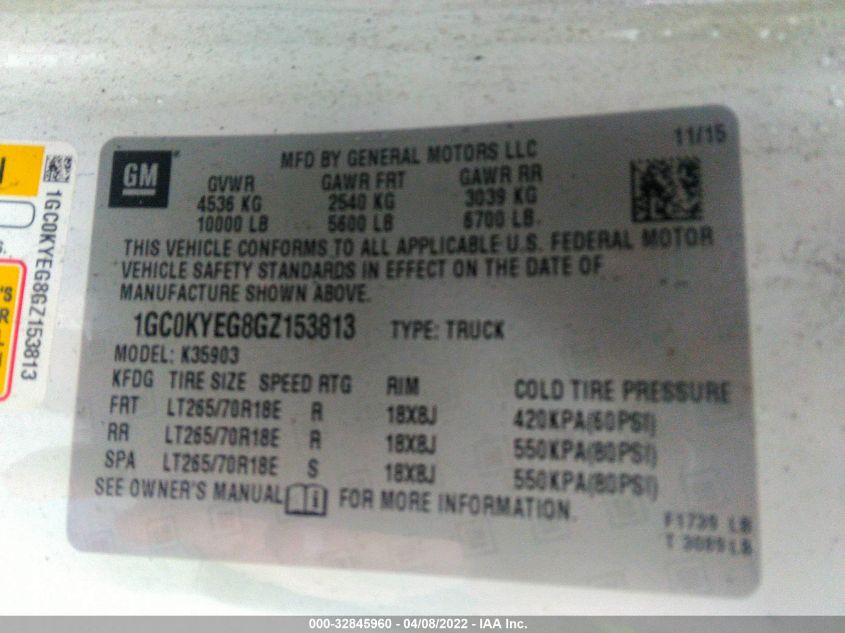 N
1GC0KYEG8GZ153813
S.
'S
R
GM
MFD BY GENERAL MOTORS LLC
11/15
GVWR GAWR FRT GAWR RR
4536 KG 2540 KG 3039 KG
10000 LB 5600 LB 6700 LB
THIS VEHICLE CONFORMS TO ALL APPLICABLE U.S. FEDERAL MOTOR
VEHICLE SAFETY STANDARDS IN EFFECT ON THE DATE OF
MANUFACTURE SHOWN ABOVE.
1GC0KYEG8GZ153813 TYPE: TRUCK
MODEL: K35903
KFDG TIRE SIZE SPEED RTG RIM COLD TIRE PRESSURE
FRT LT265/70R18E R 18X8J 420KPA(60PSI)
RR LT265/70R18E R 18X8J 550KPA(80PSI)
SPA LT265/70R18E S 18X8J 550KPA(80PSI)
SEE OWNER'S MANUAL i FOR MORE INFORMATION.
F1739 LB
T 3089 LB
000-32845960 - 04/08/2022 - IAA Inc.